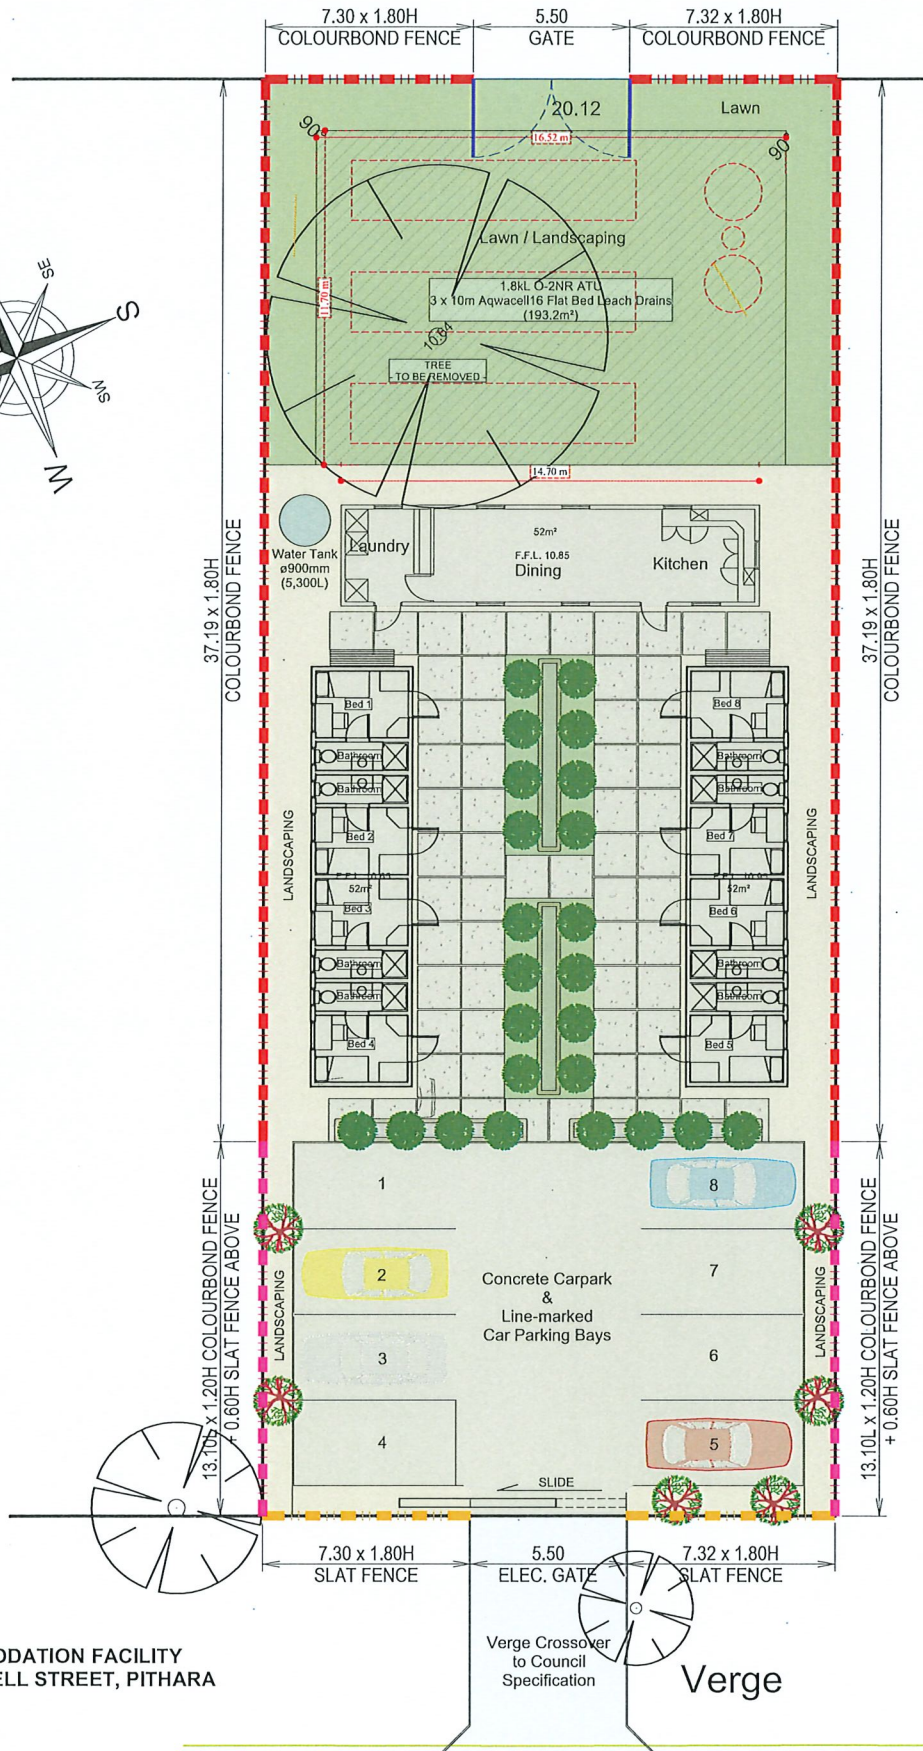 7.30 x 1.80H
COLOURBOND FENCE
5.50
GATE
7.32 x 1.80H
COLOURBOND FENCE
20.12
Lawn
90
16.52 m
90
Lawn / Landscaping
1.8kL O-2NR ATU
3 x 10m Aqwacell16 Flat Bed Leach Drains
(193.2m²)
11.70 m
10.64
TREE
- TO BE REMOVED -
SE
S
SW
W
14.70 m
Water Tank
ø900mm
(5,300L)
Laundry
52m²
F.F.L. 10.85
Dining
Kitchen
37.19 x 1.80H
COLOURBOND FENCE
37.19 x 1.80H
COLOURBOND FENCE
Bed 1
Bathroom
Bathroom
Bed 2
52m²
Bed 3
Bathroom
Bathroom
Bed 4
Bed 8
Bathroom
Bathroom
Bed 7
52m²
Bed 6
Bathroom
Bathroom
Bed 5
LANDSCAPING
LANDSCAPING
1
2
3
4
8
7
6
5
Concrete Carpark
&
Line-marked
Car Parking Bays
LANDSCAPING
LANDSCAPING
13.10L x 1.20H COLOURBOND FENCE
+ 0.60H SLAT FENCE ABOVE
13.10L x 1.20H COLOURBOND FENCE
+ 0.60H SLAT FENCE ABOVE
SLIDE
7.30 x 1.80H
SLAT FENCE
5.50
ELEC. GATE
7.32 x 1.80H
SLAT FENCE
Verge Crossover
to Council
Specification
Verge
ODATION FACILITY
ELL STREET, PITHARA